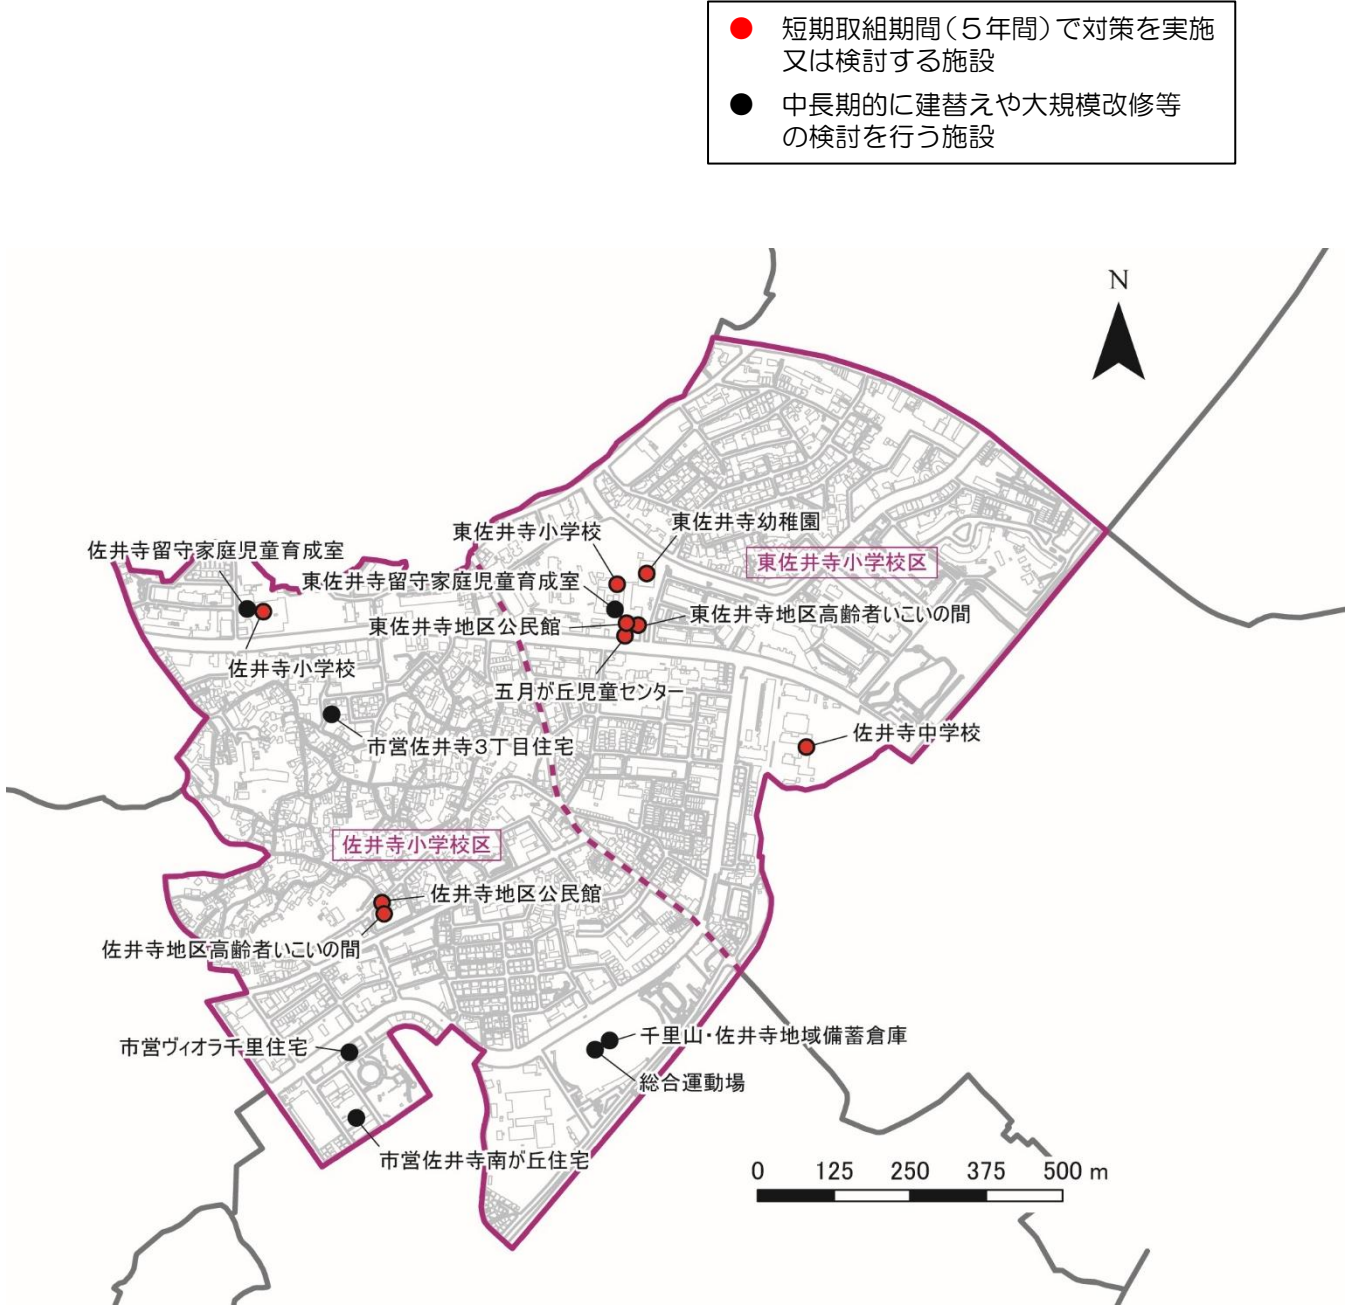 短期取組期間（５年間）で対策を実施
又は検討する施設
中長期的に建替えや大規模改修等
の検討を行う施設
N
東佐井寺幼稚園
東佐井寺小学校
佐井寺留守家庭児童育成室
東佐井寺小学校区
東佐井寺留守家庭児童育成室
東佐井寺地区高齢者いこいの間
東佐井寺地区公民館
佐井寺小学校
五月が丘児童センター
佐井寺中学校
市営佐井寺3丁目住宅
佐井寺小学校区
佐井寺地区公民館
佐井寺地区高齢者いこいの間
千里山・佐井寺地域備蓄倉庫
市営ヴィオラ千里住宅
総合運動場
市営佐井寺南が丘住宅
0 125 250 375 500 m